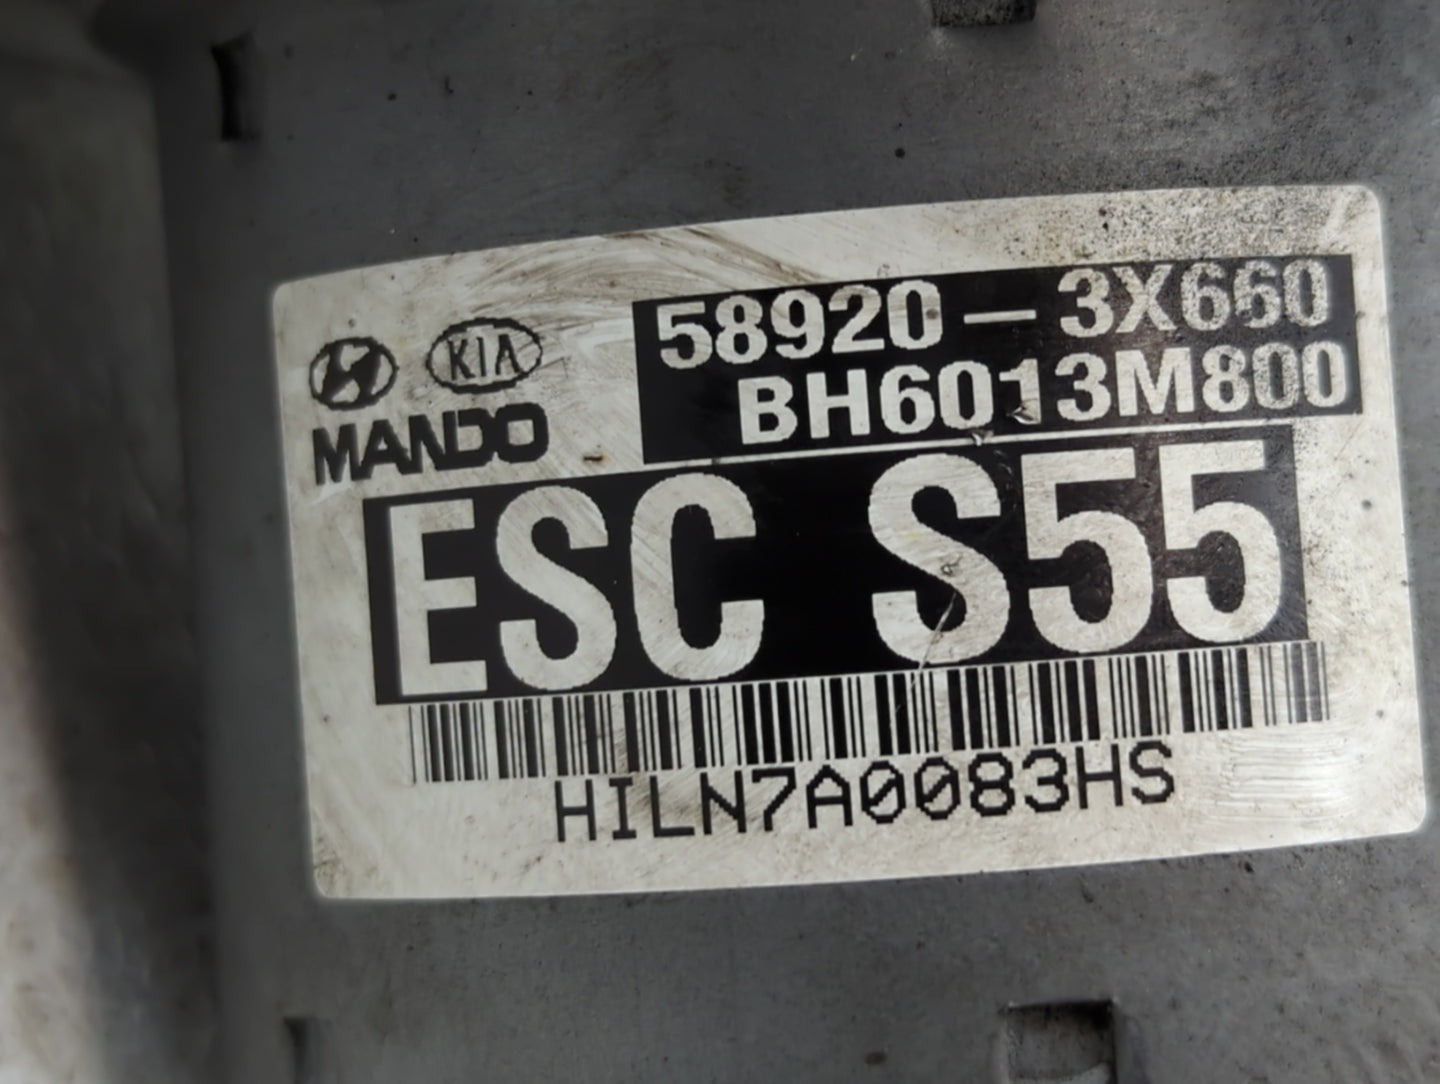 58920-3X660
KIA
BH6013M800
MANDO
ESC S55
HILN7A0083HS